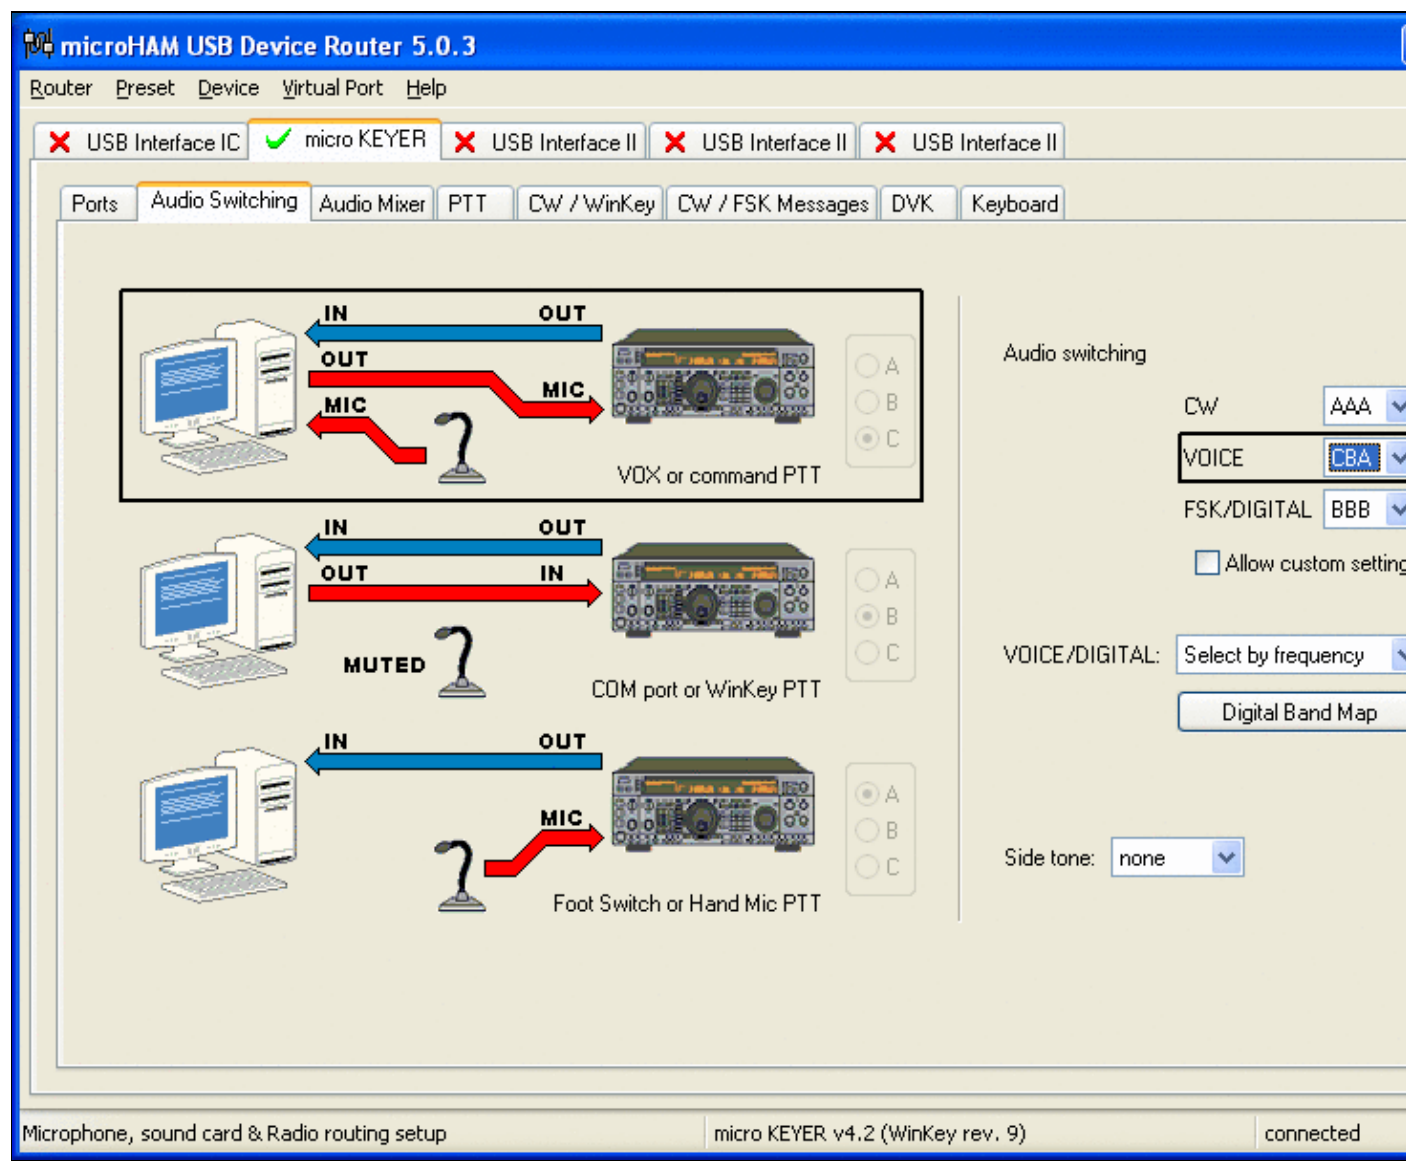 microHAM USB Device Router 5.0.3
Router Preset Device Virtual Port Help
USB Interface IC micro KEYER USB Interface II USB Interface II USB Interface II
Ports Audio Switching Audio Mixer PTT CW / WinKey CW / FSK Messages DVK Keyboard
IN OUT
OUT
MIC
MIC
A
B
C
VOX or command PTT
IN OUT
OUT IN
MUTED
A
B
C
COM port or WinKey PTT
IN OUT
MIC
A
B
C
Foot Switch or Hand Mic PTT
Audio switching
CW AAA
VOICE CBA
FSK/DIGITAL BBB
Allow custom setting
VOICE/DIGITAL: Select by frequency
Digital Band Map
Side tone: none
Microphone, sound card & Radio routing setup micro KEYER v4.2 (WinKey rev. 9) connected